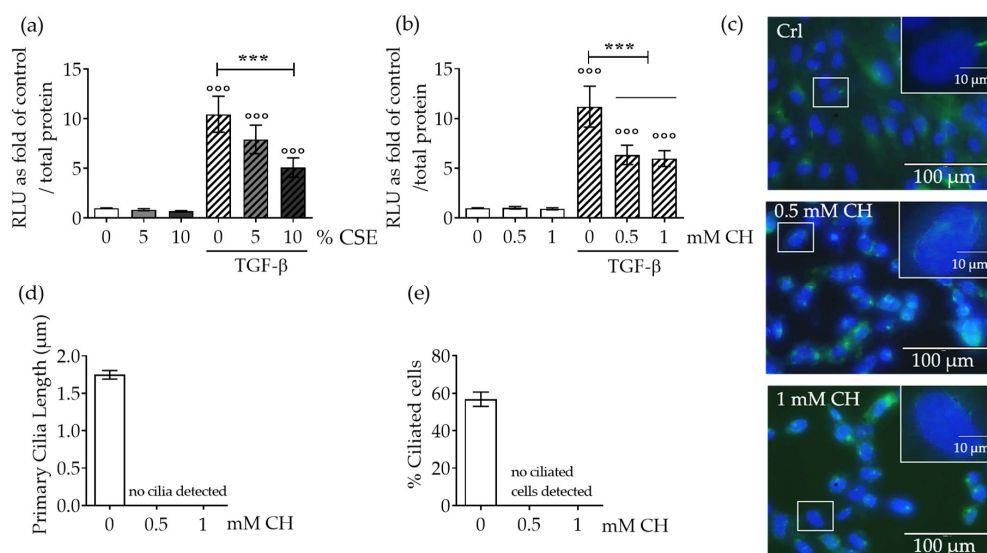 (a)
RLU as fold of control
/ total protein
15
10
5
0
***
°°°
°°°
°°°
0 5 10 0 5 10 % CSE
TGF-β
(b)
RLU as fold of control
/total protein
15
10
5
0
***
°°°
°°°
°°°
0 0.5 1 0 0.5 1 mM CH
TGF-β
(c)
Crl
10 µm
100 µm
0.5 mM CH
10 µm
100 µm
1 mM CH
10 µm
100 µm
(d)
Primary Cilia Length (µm)
2.0
1.5
1.0
0.5
0.0
no cilia detected
0 0.5 1 mM CH
(e)
% Ciliated cells
80
60
40
20
0
no ciliated
cells detected
0 0.5 1 mM CH